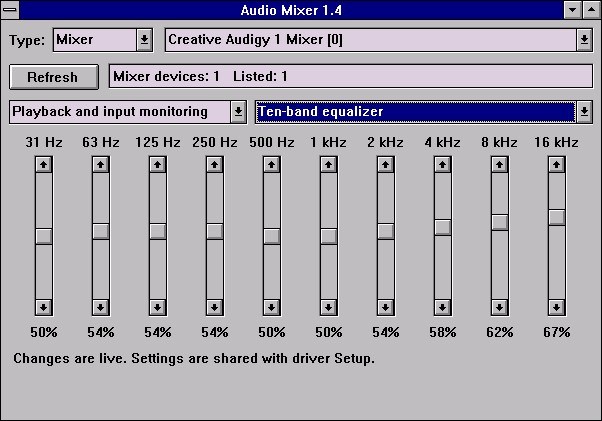 Audio Mixer 1.4
Type: Mixer Creative Audigy 1 Mixer [0]
Refresh Mixer devices: 1 Listed: 1
Playback and input monitoring Ten-band equalizer
31 Hz 63 Hz 125 Hz 250 Hz 500 Hz 1 kHz 2 kHz 4 kHz 8 kHz 16 kHz
50% 54% 54% 54% 50% 50% 54% 58% 62% 67%
Changes are live. Settings are shared with driver Setup.